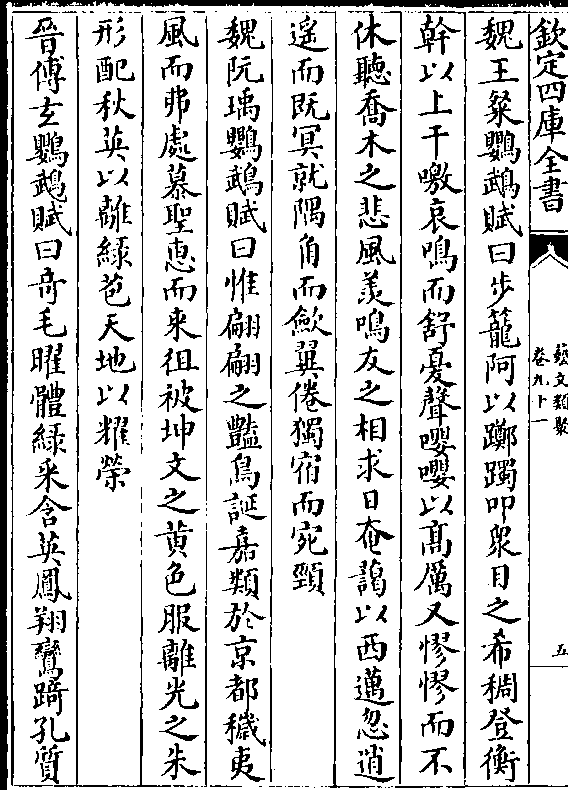 欽定四庫全書
藝文類聚
卷九十一
五
魏王粲鸚鵡賦曰步籠阿以躑躅叩衆目之希稠登衡
幹以上干噭哀鳴而舒憂聲嚶嚶以高厲又憀憀而不
休聽喬木之悲風羨鳴友之相求日奄藹以西邁忽逍
遙而既冥就隅角而斂翼倦獨宿而宛頸
魏阮瑀鸚鵡賦曰惟翩翩之豔鳥誕嘉類於京都穢夷
風而弗處慕聖惠而來徂被坤文之黄色服離光之朱
形配秋英以離綠苞天地以耀榮
晉傅玄鸚鵡賦曰奇毛曜體綠采含英鳳翔鸞蹄孔質